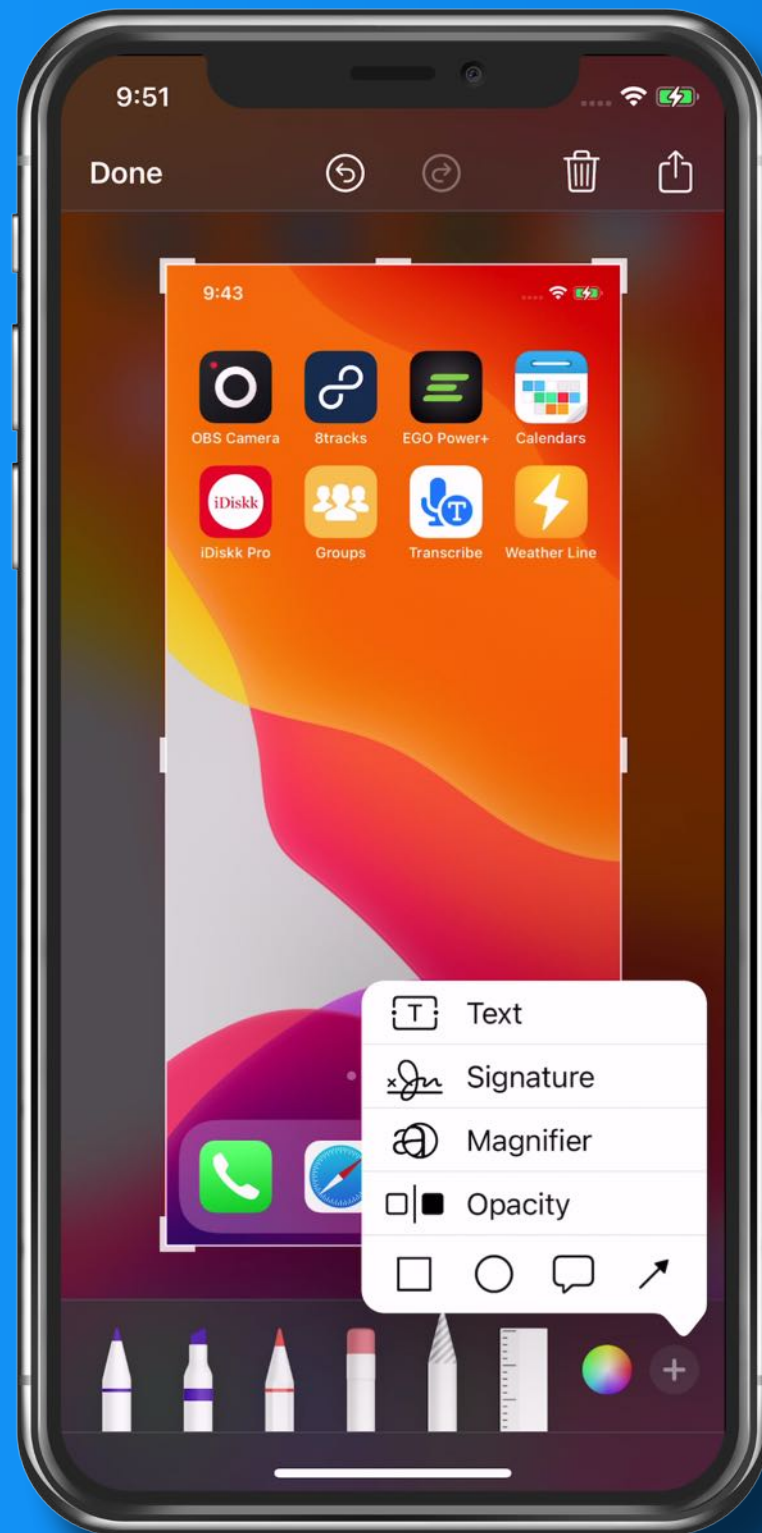 9:51
Done
9:43
OBS Camera 8tracks EGO Power+ Calendars
iDiskk
T
iDiskk Pro Groups Transcribe Weather Line
T Text
Signature
a Magnifier
Opacity